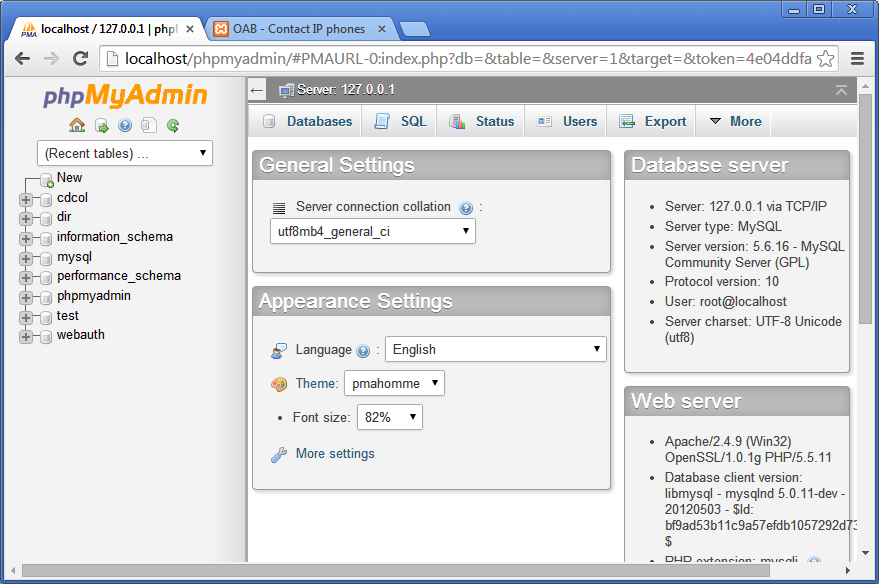 localhost / 127.0.0.1 | phpl
OAB - Contact IP phones
localhost/phpmyadmin/#PMAURL-0:index.php?db=&table=&server=1&target=&token=4e04ddfa
phpMyAdmin
(Recent tables) ...
New
cdcol
dir
information_schema
mysql
performance_schema
phpmyadmin
test
webauth
Server: 127.0.0.1
Databases SQL Status Users Export More
General Settings
Server connection collation :
utf8mb4_general_ci
Appearance Settings
Language : English
Theme: pmahomme
Font size: 82%
More settings
Database server
Server: 127.0.0.1 via TCP/IP
Server type: MySQL
Server version: 5.6.16 - MySQL
Community Server (GPL)
Protocol version: 10
User: root@localhost
Server charset: UTF-8 Unicode
(utf8)
Web server
Apache/2.4.9 (Win32)
OpenSSL/1.0.1g PHP/5.5.11
Database client version:
libmysql - mysqlnd 5.0.11-dev -
20120503 - $Id:
bf9ad53b11c9a57efdb1057292d73
$
PHP extension: mysqli